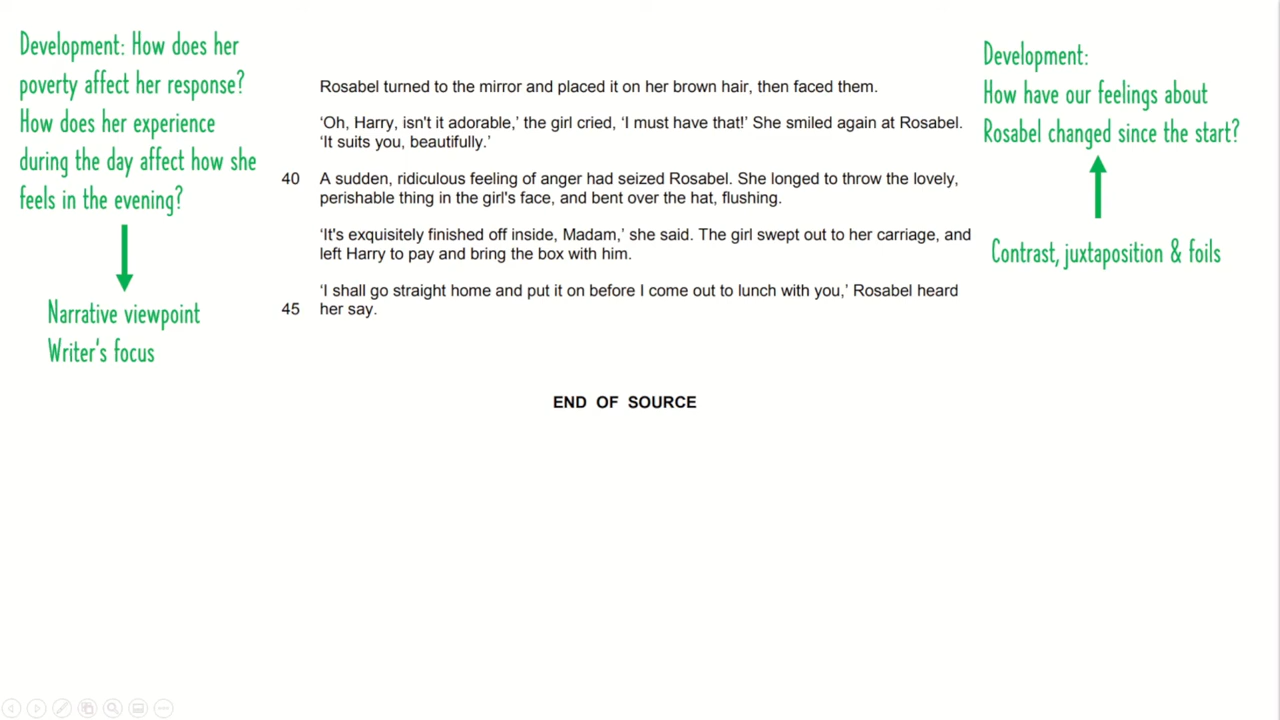 Development: How does her
poverty affect her response?
How does her experience
during the day affect how she
feels in the evening?
Narrative viewpoint
Writer's focus
Rosabel turned to the mirror and placed it on her brown hair, then faced them.
‘Oh, Harry, isn't it adorable,’ the girl cried, ‘I must have that!’ She smiled again at Rosabel.
‘It suits you, beautifully.’
40 A sudden, ridiculous feeling of anger had seized Rosabel. She longed to throw the lovely,
perishable thing in the girl's face, and bent over the hat, flushing.
‘It's exquisitely finished off inside, Madam,’ she said. The girl swept out to her carriage, and
left Harry to pay and bring the box with him.
‘I shall go straight home and put it on before I come out to lunch with you,’ Rosabel heard
45 her say.
END OF SOURCE
Development:
How have our feelings about
Rosabel changed since the start?
Contrast, juxtaposition & foils